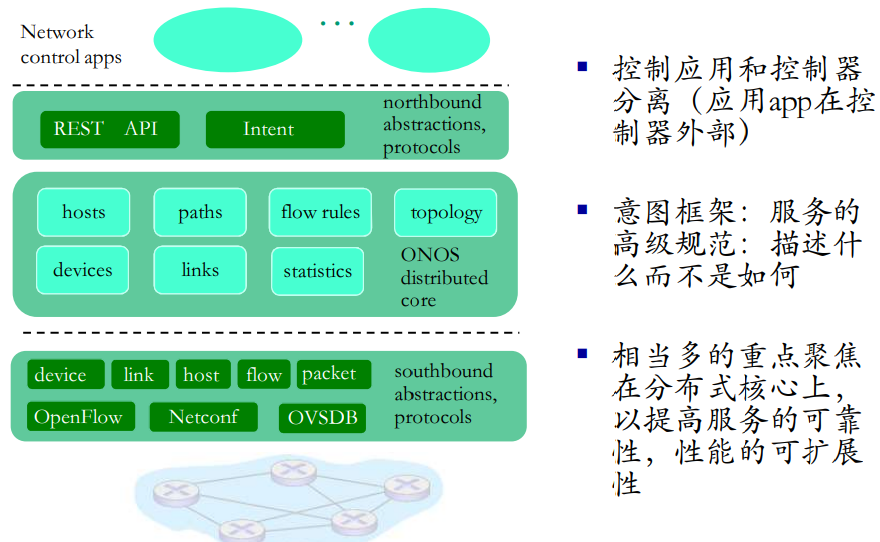 Network
control apps
...
REST API
Intent
northbound
abstractions,
protocols
hosts
paths
flow rules
topology
devices
links
statistics
ONOS
distributed
core
device
link
host
flow
packet
southbound
abstractions,
protocols
OpenFlow
Netconf
OVSDB
控制应用和控制器
分离（应用app在控
制器外部）
意图框架：服务的
高级规范：描述什
么而不是如何
相当多的重点聚焦
在分布式核心上，
以提高服务的可靠
性，性能的可扩展
性